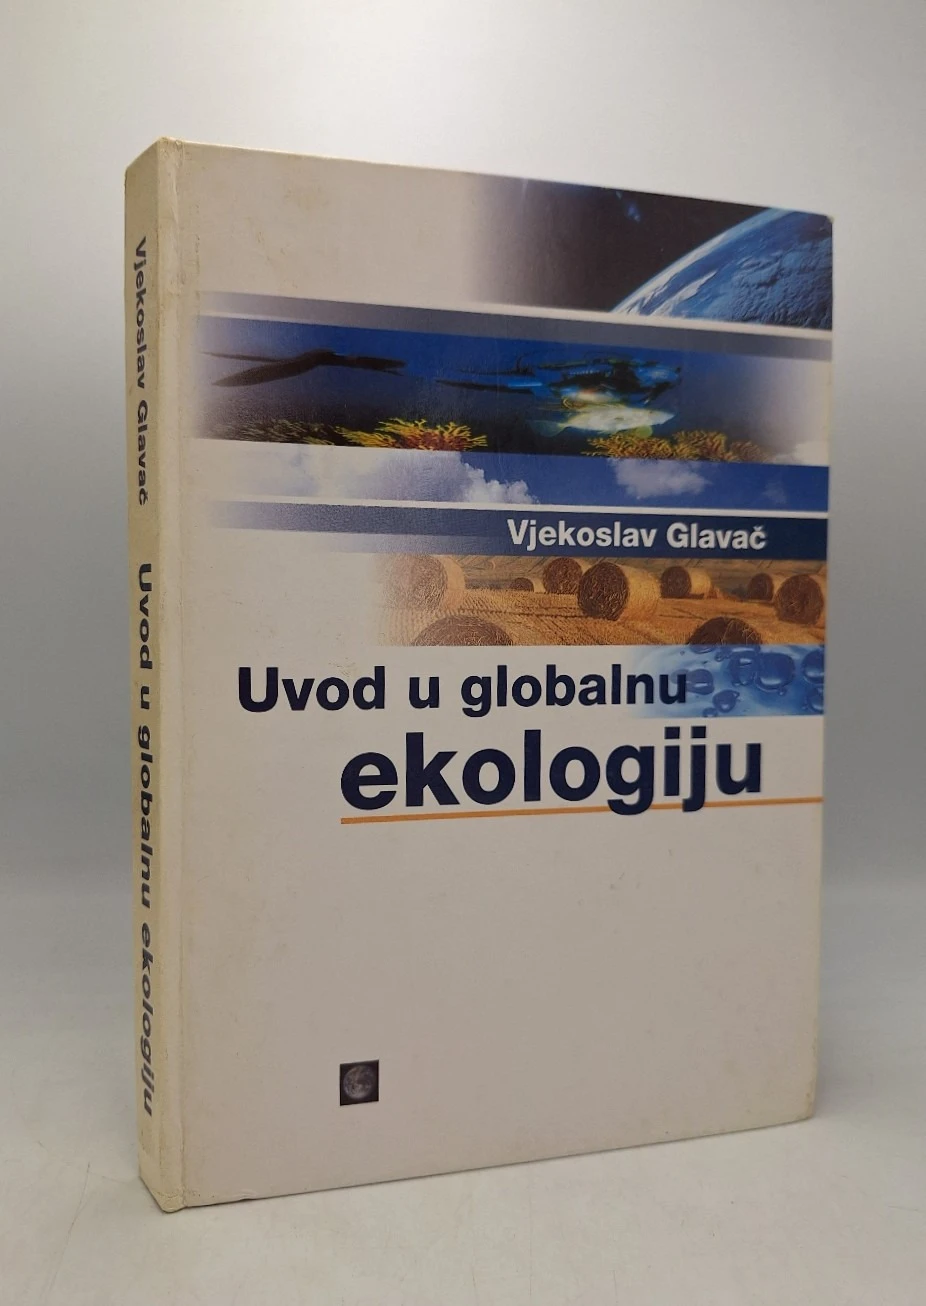 Vjekoslav Glavač Uvod u globalnu ekologiju
Vjekoslav Glavač
Uvod u globalnu
ekologiju